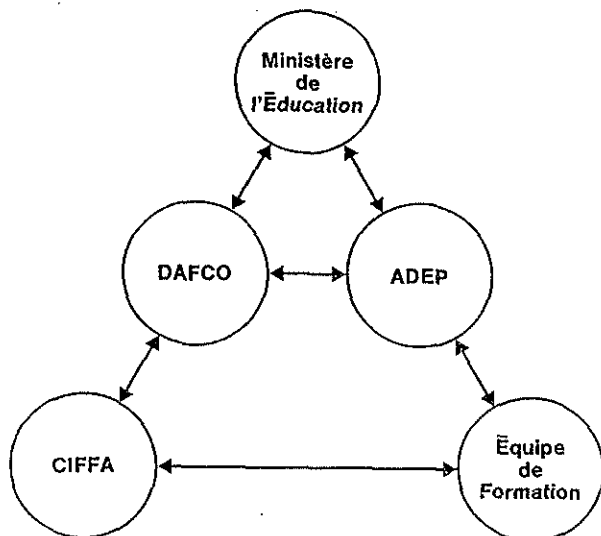 Ministère
de
l'Éducation
DAFCO
ADEP
CIFFA
Équipe
de
Formation